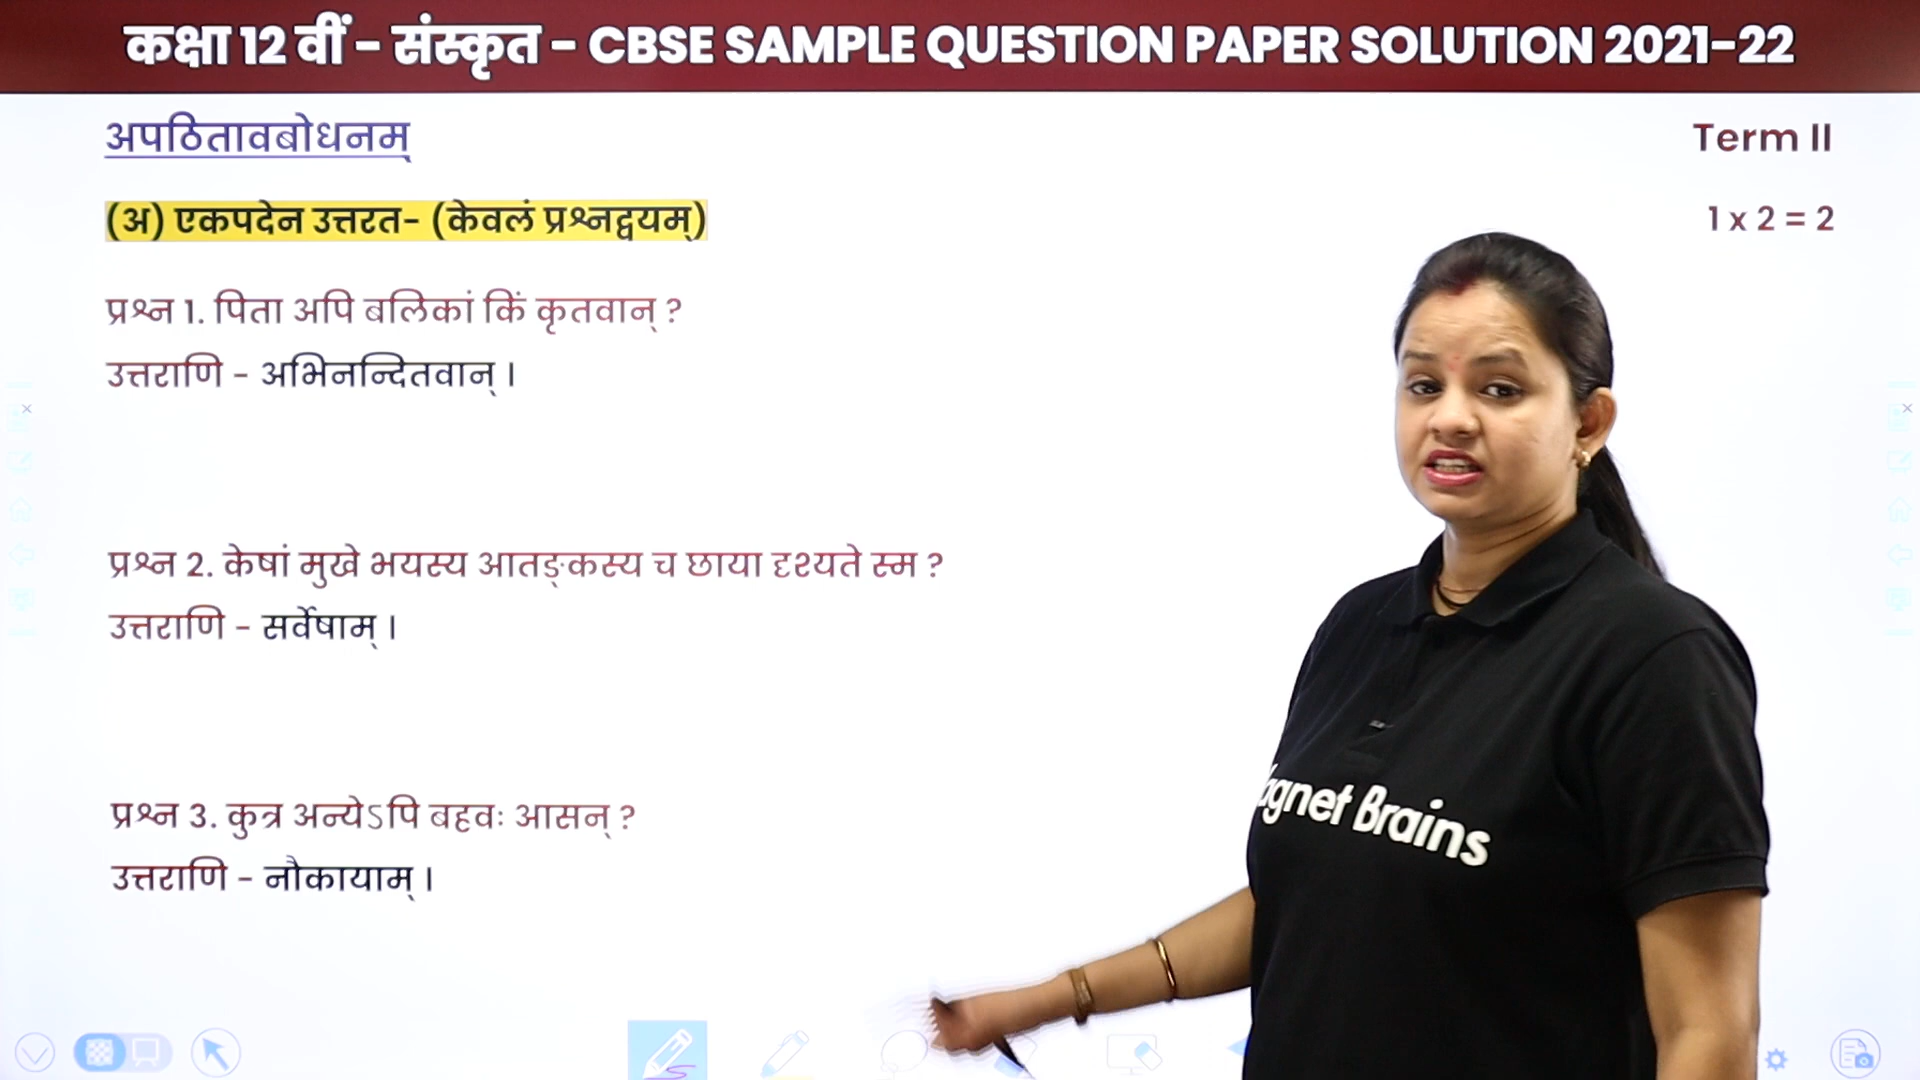 कक्षा 12 वीं - संस्कृत - CBSE SAMPLE QUESTION PAPER SOLUTION 2021-22
अपठितावबोधनम्
Term II
(अ) एकपदेन उत्तरत- (केवलं प्रश्नद्वयम्)
1 x 2 = 2
प्रश्न 1. पिता अपि बलिकां किं कृतवान् ?
उत्तराणि - अभिनन्दितवान् ।
प्रश्न 2. केषां मुखे भयस्य आतङ्कस्य च छाया दृश्यते स्म ?
उत्तराणि - सर्वेषाम् ।
प्रश्न 3. कुत्र अन्येऽपि बहवः आसन् ?
उत्तराणि - नौकायाम् ।
agnet Brains